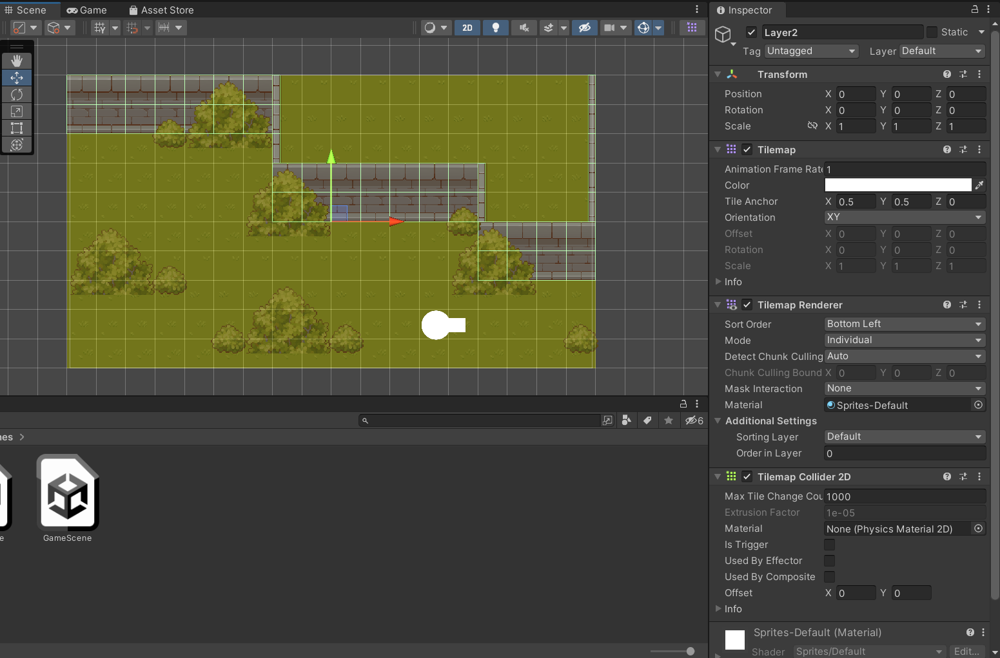 Scene
Game
Asset Store
Inspector
2D
Layer2
Static
Tag Untagged
Layer Default
Transform
Position X 0 Y 0 Z 0
Rotation X 0 Y 0 Z 0
Scale X 1 Y 1 Z 1
Tilemap
Animation Frame Rate 1
Color
Tile Anchor X 0.5 Y 0.5 Z 0
Orientation XY
Offset X 0 Y 0 Z 0
Rotation X 0 Y 0 Z 0
Scale X 1 Y 1 Z 1
Info
Tilemap Renderer
Sort Order Bottom Left
Mode Individual
Detect Chunk Culling Auto
Chunk Culling Bound X 0 Y 0 Z 0
Mask Interaction None
Material Sprites-Default
Additional Settings
Sorting Layer Default
Order in Layer 0
Tilemap Collider 2D
Max Tile Change Cou 1000
Extrusion Factor 1e-05
Material None (Physics Material 2D)
Is Trigger
Used By Effector
Used By Composite
Offset X 0 Y 0
Info
Sprites-Default (Material)
Shader Sprites/Default Edit...
6
nes
e
GameScene